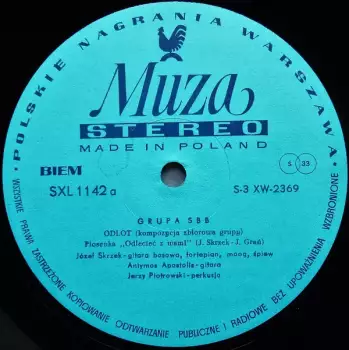 POLSKIE NAGRANIA WARSZAWA
Muza
STEREO
MADE IN POLAND
BIEM
SXL 1142 a
S-3 XW-2369
s 33
GRUPA SBB
ODLOT (kompozycja zbiorowa grupy)
Piosenka „Odlecieć z wami" (J. Skrzek - J. Grań)
Józef Skrzek-gitara basowa, fortepian, moog, śpiew
Antymos Apostolis-gitara
Jerzy Piotrowski-perkusja
WSZYSTKIE PRAWA ZASTRZEŻONE KOPIOWANIE ODTWARZANIE PUBLICZNE I RADIOWE BEZ UPOWAŻNIENIA WZBRONIONE